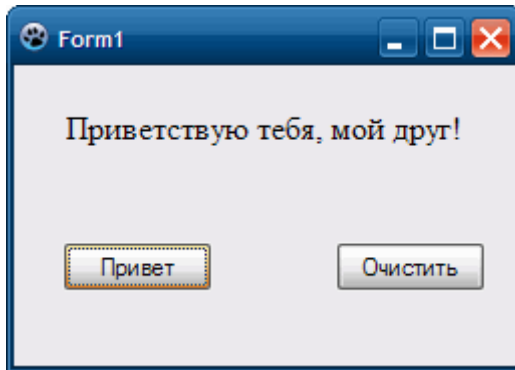 Form1
Приветствую тебя, мой друг!
Привет
Очистить